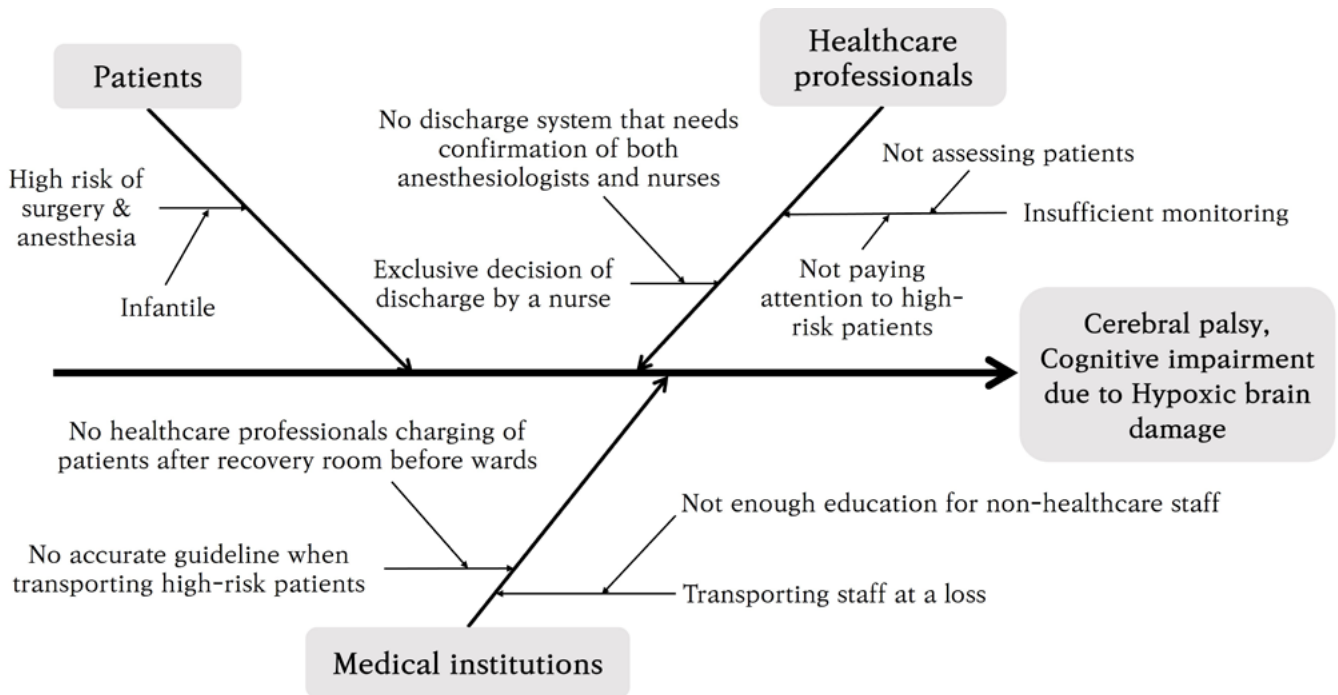 Patients
Healthcare
professionals
High risk of
surgery &
anesthesia
Infantile
No discharge system that needs
confirmation of both
anesthesiologists and nurses
Exclusive decision of
discharge by a nurse
Not assessing patients
Insufficient monitoring
Not paying
attention to high-
risk patients
Cerebral palsy,
Cognitive impairment
due to Hypoxic brain
damage
No healthcare professionals charging of
patients after recovery room before wards
No accurate guideline when
transporting high-risk patients
Not enough education for non-healthcare staff
Transporting staff at a loss
Medical institutions